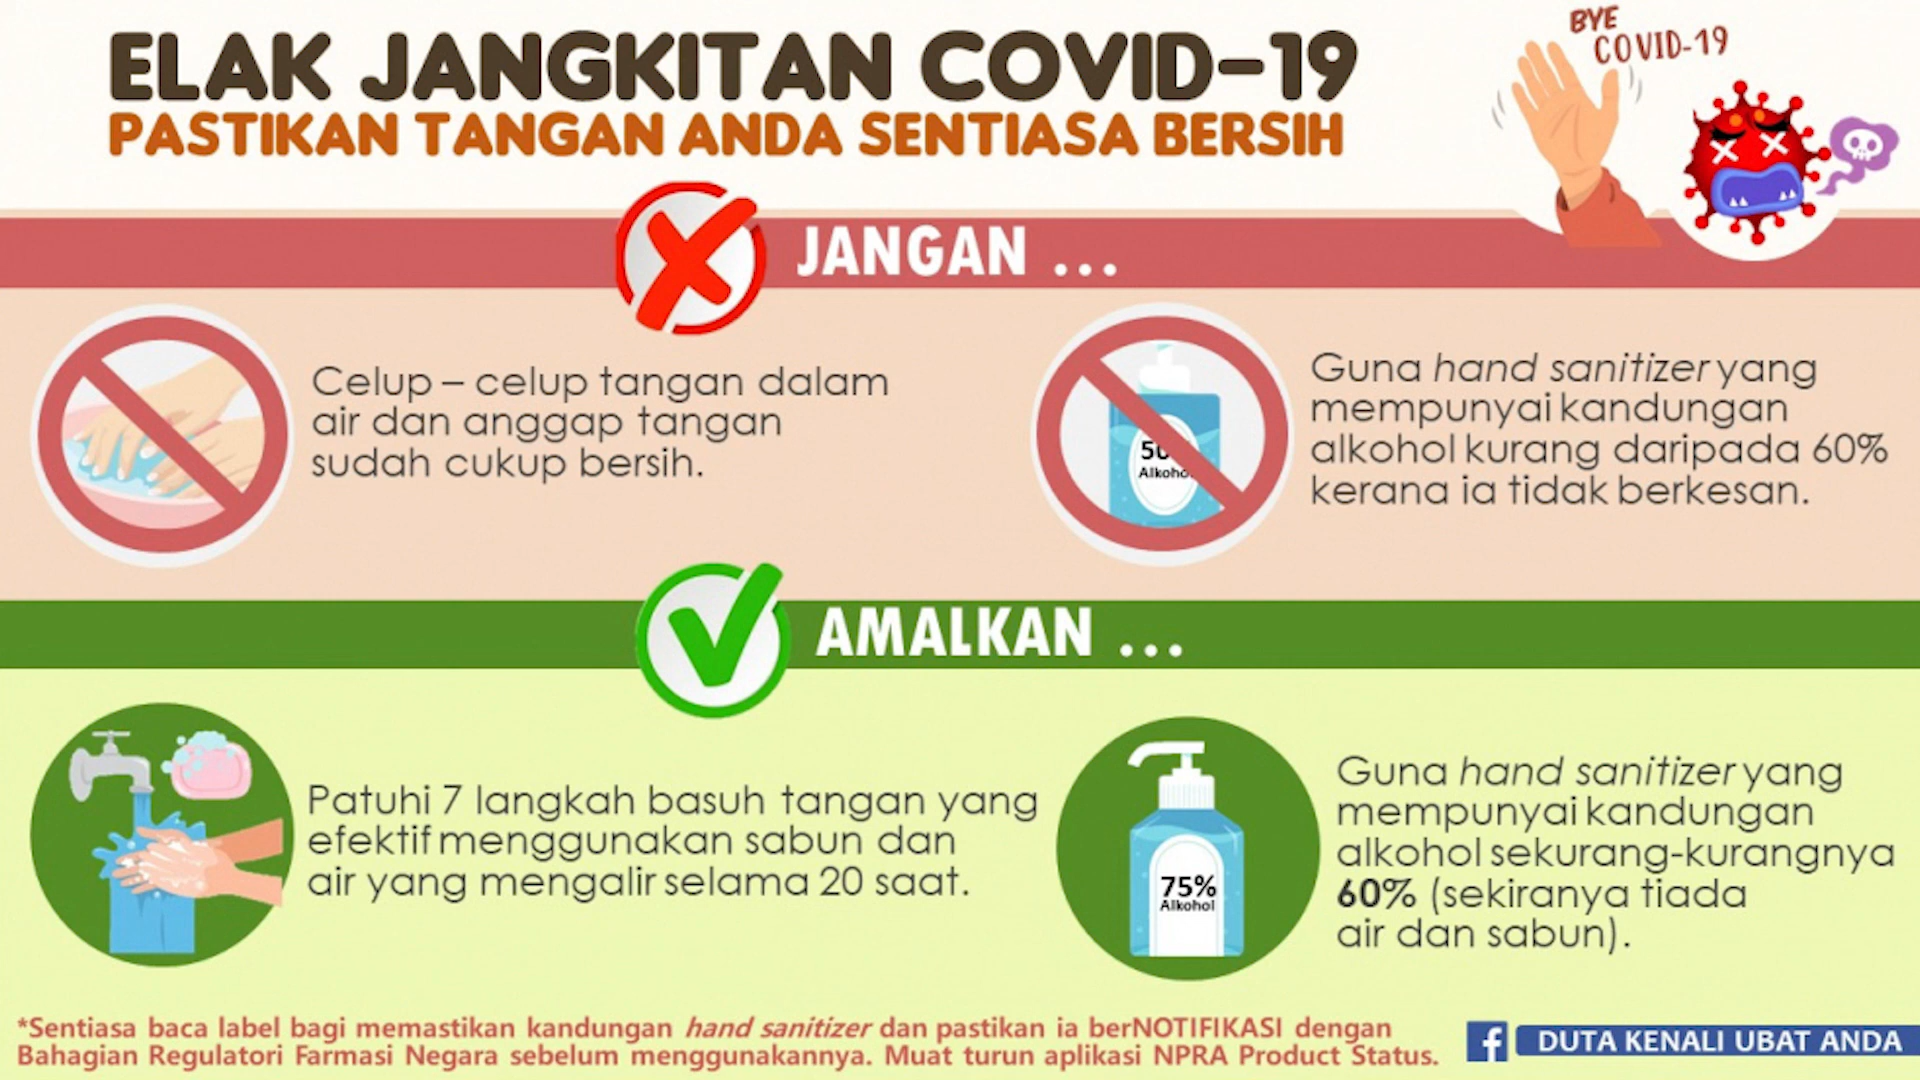 ELAK JANGKITAN COVID-19
PASTIKAN TANGAN ANDA SENTIASA BERSIH
BYE
COVID-19
JANGAN ...
Celup – celup tangan dalam
air dan anggap tangan
sudah cukup bersih.
Alkohol
Guna hand sanitizer yang
mempunyai kandungan
alkohol kurang daripada 60%
kerana ia tidak berkesan.
AMALKAN ...
Patuhi 7 langkah basuh tangan yang
efektif menggunakan sabun dan
air yang mengalir selama 20 saat.
75%
Alkohol
Guna hand sanitizer yang
mempunyai kandungan
alkohol sekurang-kurangnya
60% (sekiranya tiada
air dan sabun).
*Sentiasa baca label bagi memastikan kandungan hand sanitizer dan pastikan ia berNOTIFIKASI dengan
Bahagian Regulatori Farmasi Negara sebelum menggunakannya. Muat turun aplikasi NPRA Product Status.
f DUTA KENALI UBAT ANDA